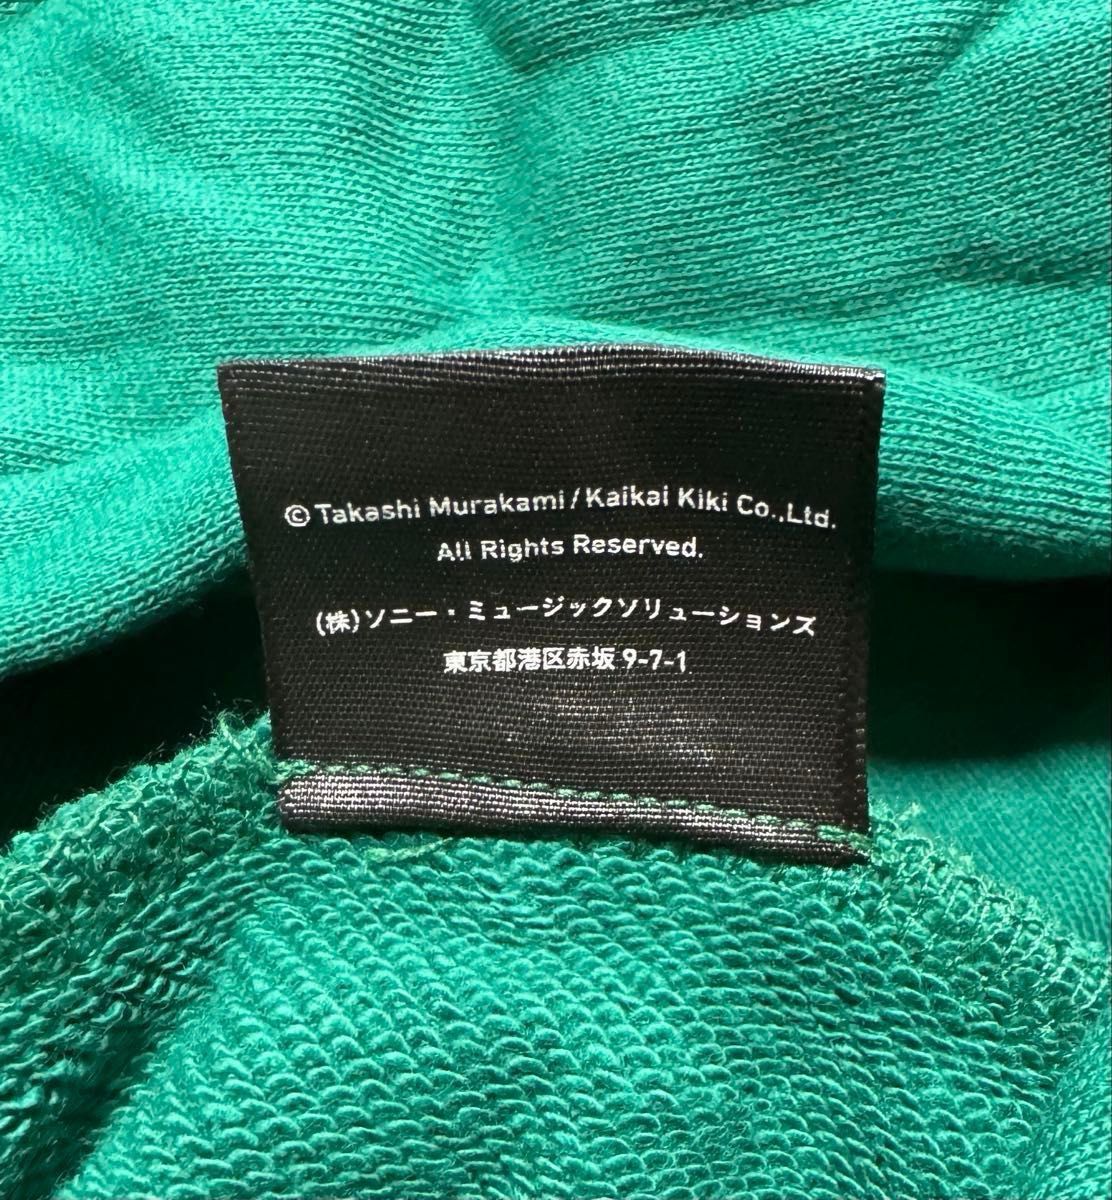 © Takashi Murakami/Kaikai Kiki Co.,Ltd.
All Rights Reserved.
(株)ソニー・ミュージックソリューションズ
東京都港区赤坂 9-7-1